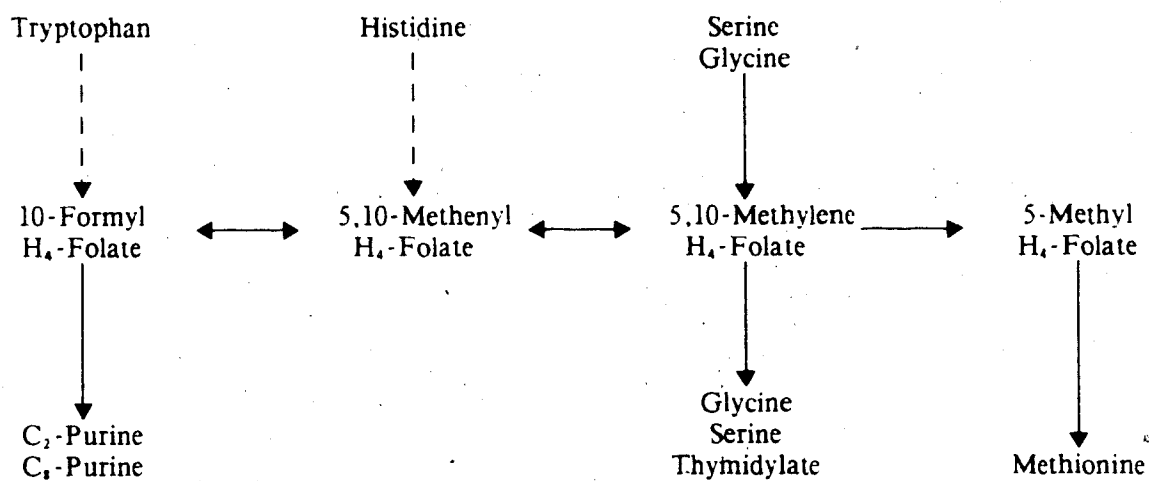 Tryptophan
Histidine
Serine
Glycine
10-Formyl
H₄-Folate
5,10-Methenyl
H₄-Folate
5,10-Methylene
H₄-Folate
5-Methyl
H₄-Folate
C₂-Purine
C₈-Purine
Glycine
Serine
Thymidylate
Methionine